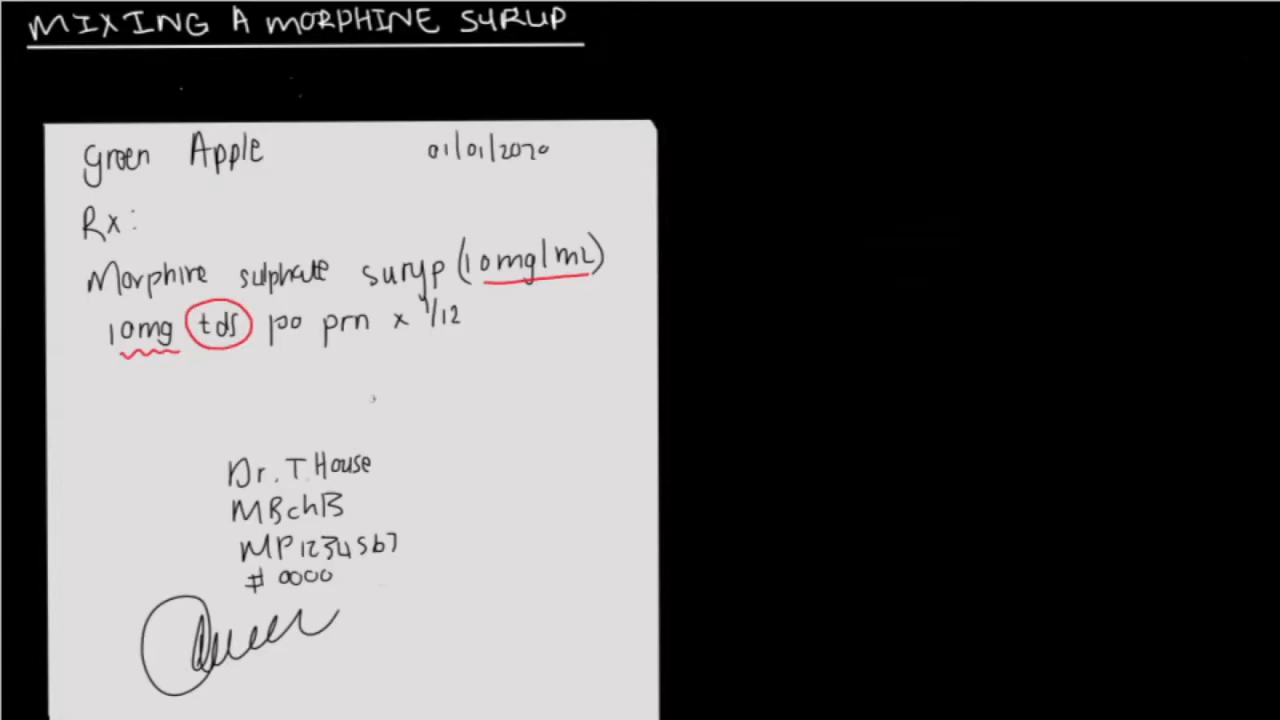 MIXING A MORPHINE SYRUP
Green Apple 01/01/2020
Rx:
Morphine sulphate suryp (10mg/mL)
10mg tds po prn x 1/12
Dr. T. House
MBchB
MP1234567
# 0000